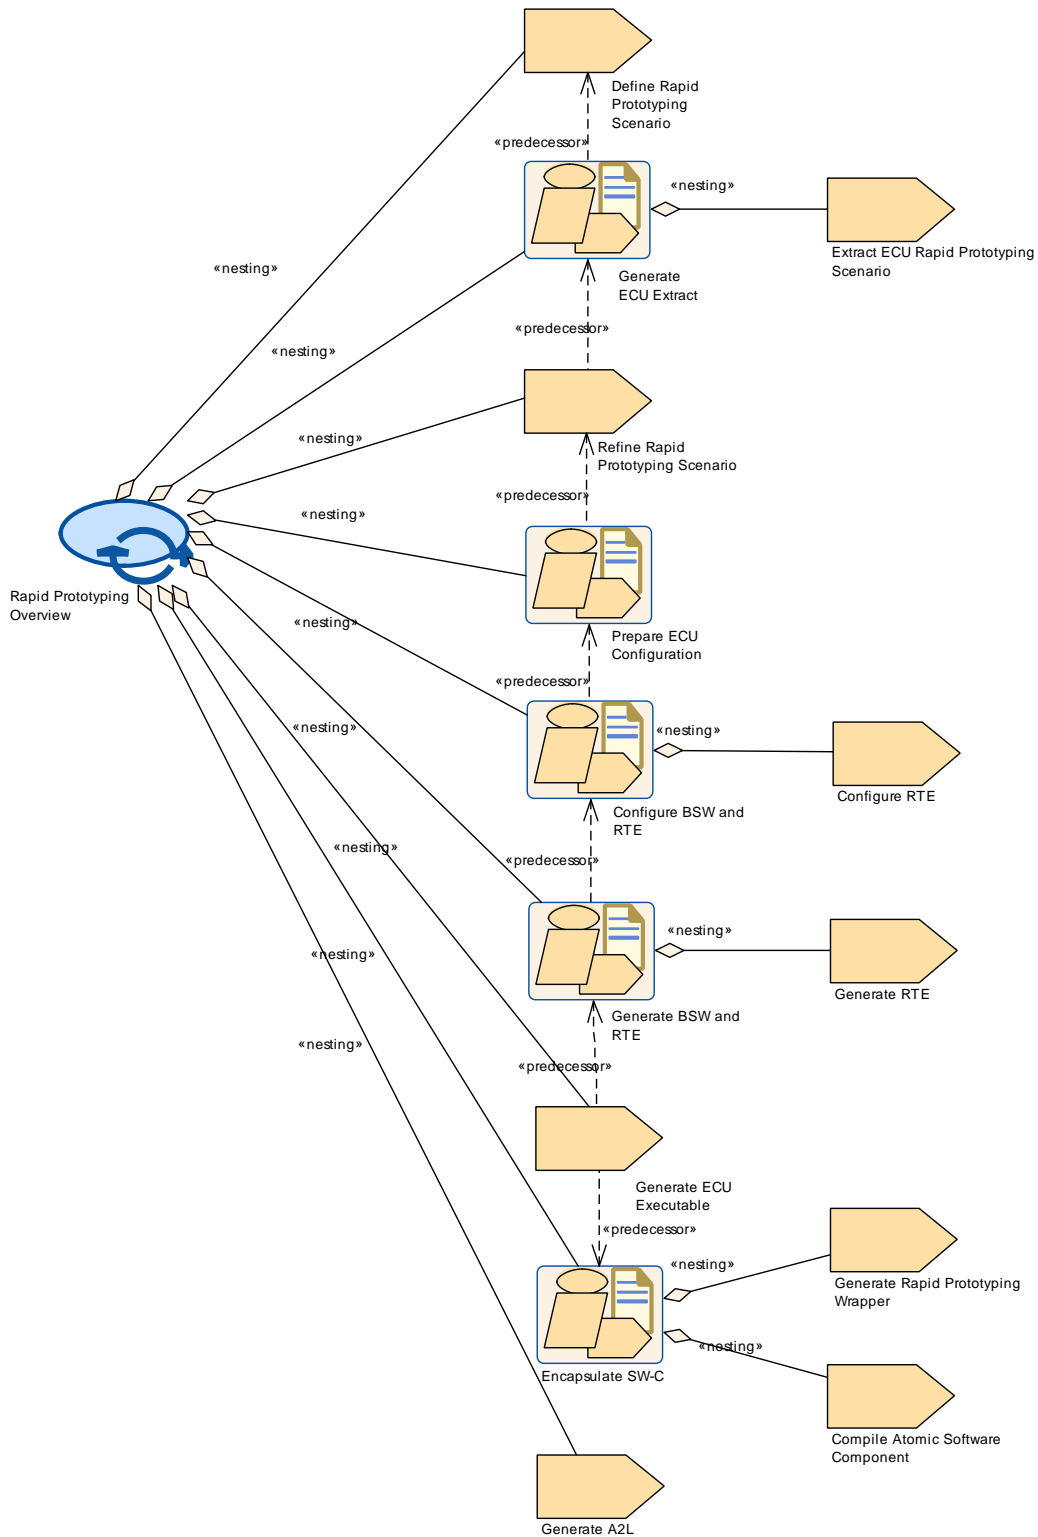 Define Rapid
Prototyping
Scenario
«predecessor»
«nesting»
Extract ECU Rapid Prototyping
Scenario
«nesting»
Generate
ECU Extract
«predecessor»
«nesting»
«nesting»
Refine Rapid
Prototyping Scenario
«predecessor»
«nesting»
Rapid Prototyping
Overview
«nesting»
Prepare ECU
Configuration
«predecessor»
«nesting»
«nesting»
Configure RTE
Configure BSW and
RTE
«nesting»
«predecessor»
«nesting»
«nesting»
Generate RTE
Generate BSW and
RTE
«nesting»
«predecessor»
Generate ECU
Executable
«predecessor»
«nesting»
Generate Rapid Prototyping
Wrapper
«nesting»
Encapsulate SW-C
Compile Atomic Software
Component
Generate A2L